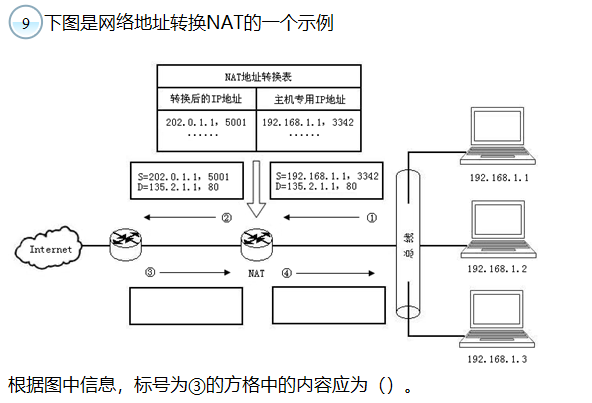 9 下图是网络地址转换NAT的一个示例
NAT地址转换表
转换后的IP地址 主机专用IP地址
202.0.1.1, 5001 192.168.1.1, 3342
...... ......
S=202.0.1.1, 5001
D=135.2.1.1, 80
S=192.168.1.1, 3342
D=135.2.1.1, 80
192.168.1.1
② ①
Internet
总线
③ NAT ④
192.168.1.2
192.168.1.3
根据图中信息，标号为③的方格中的内容应为（）。